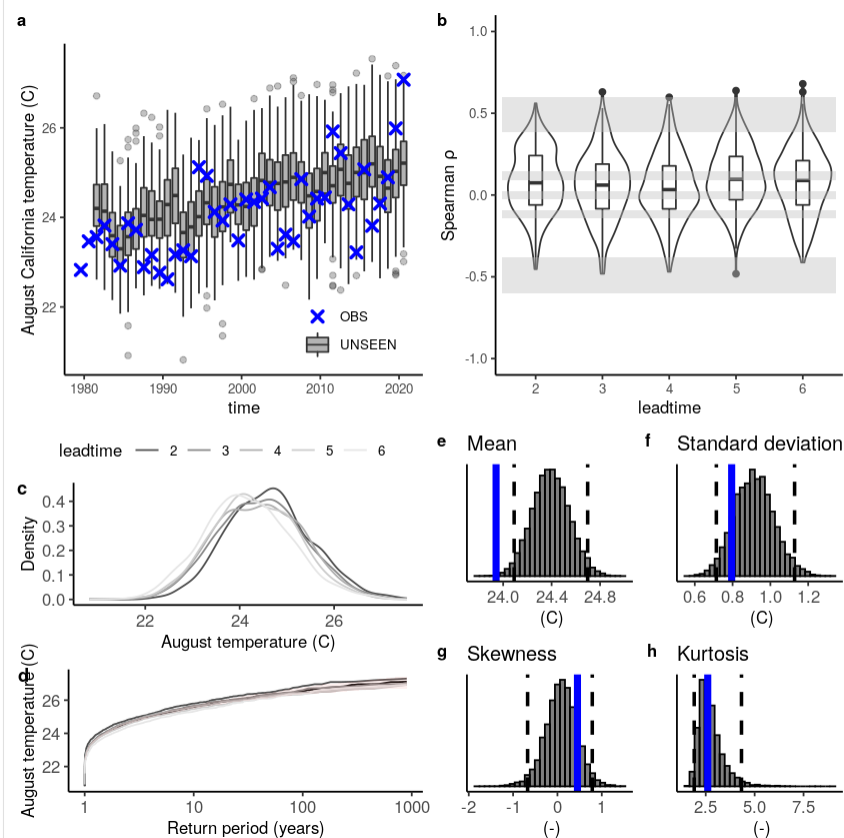 a
August California temperature (C)
26
24
22
OBS
UNSEEN
1980 1990 2000 2010 2020
time
b
Spearman ρ
1.0
0.5
0.0
-0.5
-1.0
2 3 4 5 6
leadtime
leadtime 2 3 4 5 6
c
Density
0.4
0.3
0.2
0.1
0.0
22 24 26
August temperature (C)
d
August temperature (C)
26
24
22
1 10 100 1000
Return period (years)
e Mean
24.0 24.4 24.8
(C)
f Standard deviation
0.6 0.8 1.0 1.2
(C)
g Skewness
-2 -1 0 1
(-)
h Kurtosis
2.5 5.0 7.5
(-)